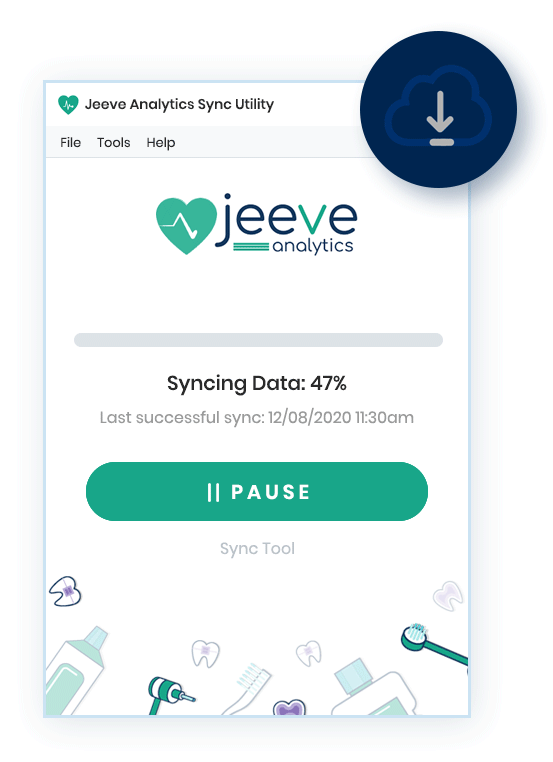 Jeeve Analytics Sync Utility
File Tools Help
jeeve
analytics
Syncing Data: 47%
Last successful sync: 12/08/2020 11:30am
PAUSE
Sync Tool